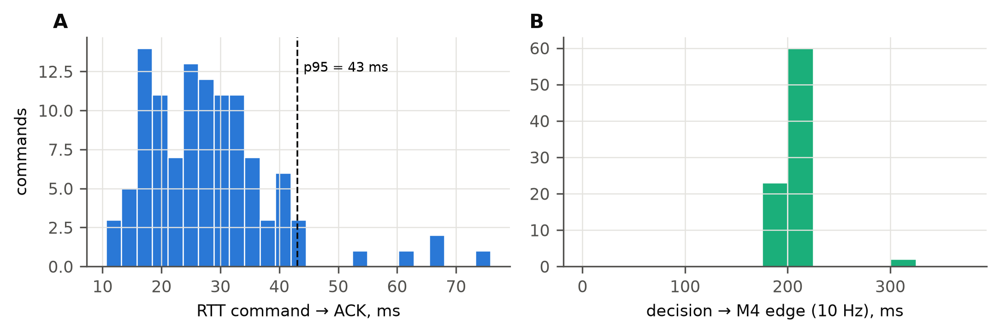 A
commands
12.5
10.0
7.5
5.0
2.5
0.0
p95 = 43 ms
10 20 30 40 50 60 70
RTT command → ACK, ms
B
60
50
40
30
20
10
0
0 100 200 300
decision → M4 edge (10 Hz), ms